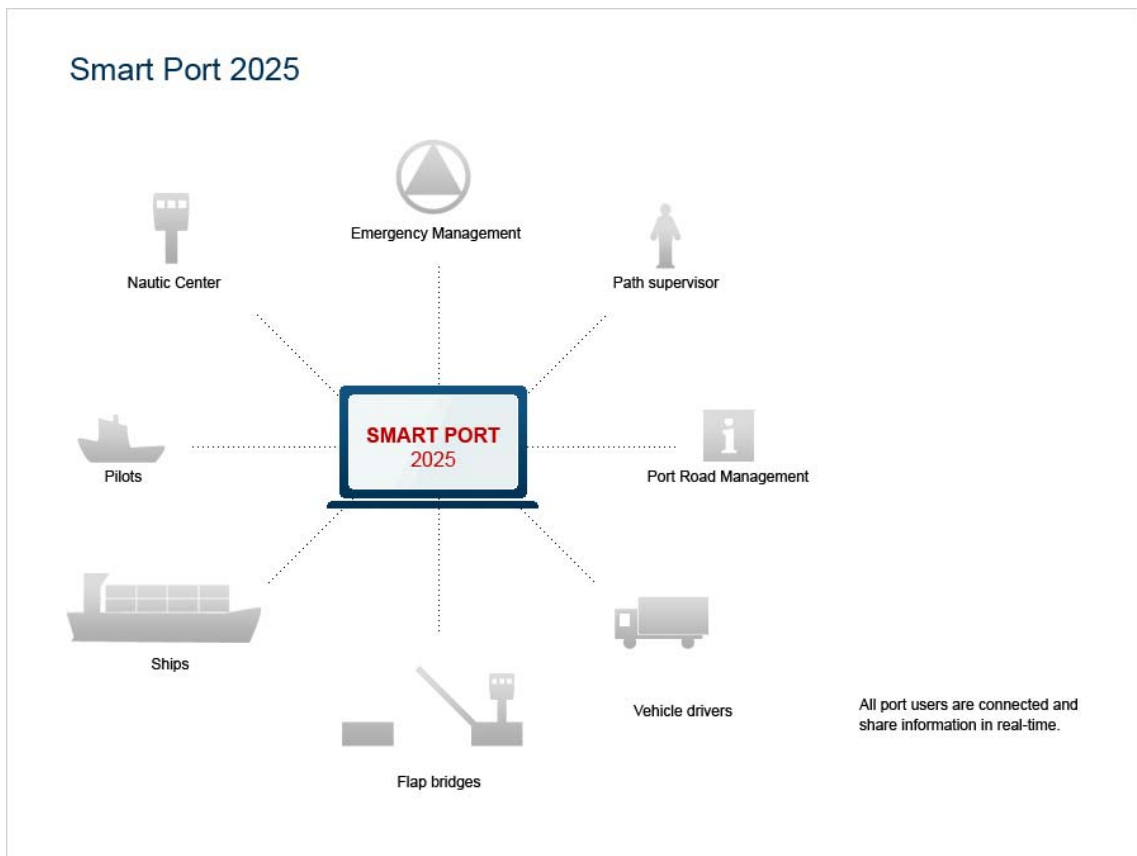 Smart Port 2025
Emergency Management
Nautic Center
Path supervisor
SMART PORT
2025
Pilots
Port Road Management
Ships
Vehicle drivers
All port users are connected and
share information in real-time.
Flap bridges